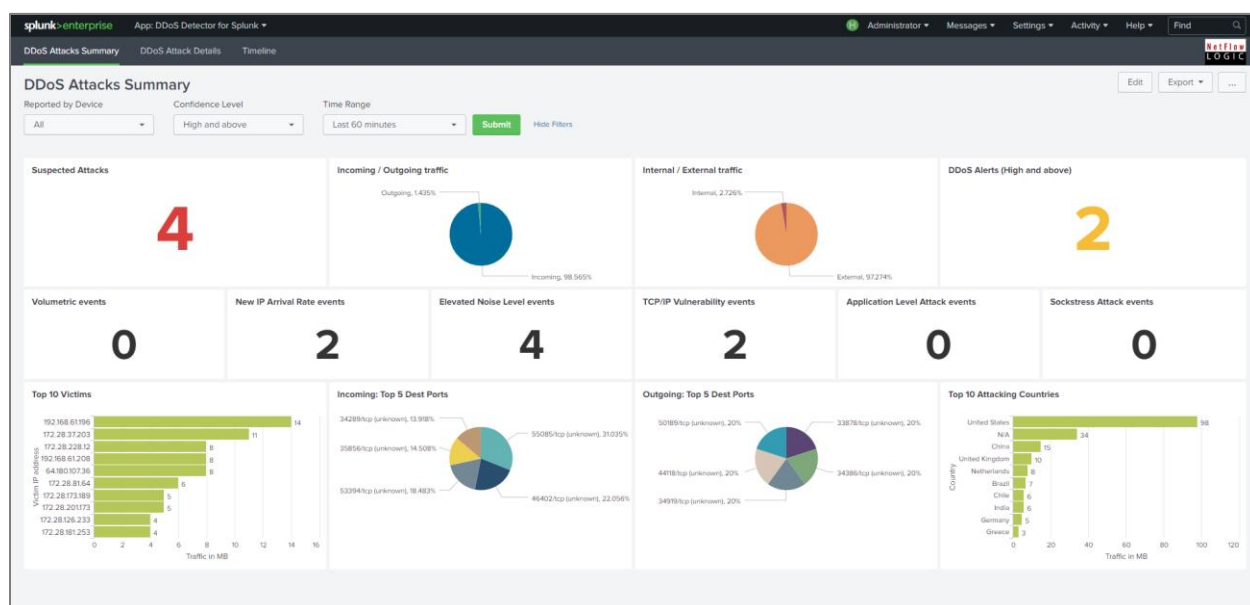 splunk>enterprise App: DDoS Detector for Splunk Administrator Messages Settings Activity Help Find
DDoS Attacks Summary DDoS Attack Details Timeline NetFlow LOGIC
DDoS Attacks Summary Edit Export ...
Reported by Device Confidence Level Time Range
All High and above Last 60 minutes Submit Hide Filters
Suspected Attacks Incoming / Outgoing traffic Internal / External traffic DDoS Alerts (High and above)
Outgoing, 1.435% Internal, 2.726%
4 2
Incoming, 98.565% External, 97.274%
Volumetric events New IP Arrival Rate events Elevated Noise Level events TCP/IP Vulnerability events Application Level Attack events Sockstress Attack events
0 2 4 2 0 0
Top 10 Victims Incoming: Top 5 Dest Ports Outgoing: Top 5 Dest Ports Top 10 Attacking Countries
Victim IP address
192.168.61.196 14
172.28.37.203 11
172.28.228.12 8
192.168.61.208 8
64.180.107.36 8
172.28.81.64 6
172.28.173.189 5
172.28.201.173 5
172.28.126.233 4
172.28.181.253 4
0 2 4 6 8 10 12 14 16
Traffic in MB
34289/tcp (unknown), 13.918%
55085/tcp (unknown), 31.035%
35856/tcp (unknown), 14.508%
53394/tcp (unknown), 18.483%
46402/tcp (unknown), 22.056%
50189/tcp (unknown), 20%
33878/tcp (unknown), 20%
44118/tcp (unknown), 20%
34386/tcp (unknown), 20%
34919/tcp (unknown), 20%
Country
United States 98
N/A 34
China 15
United Kingdom 10
Netherlands 8
Brazil 7
Chile 6
India 6
Germany 5
Greece 3
0 20 40 60 80 100 120
Traffic in MB